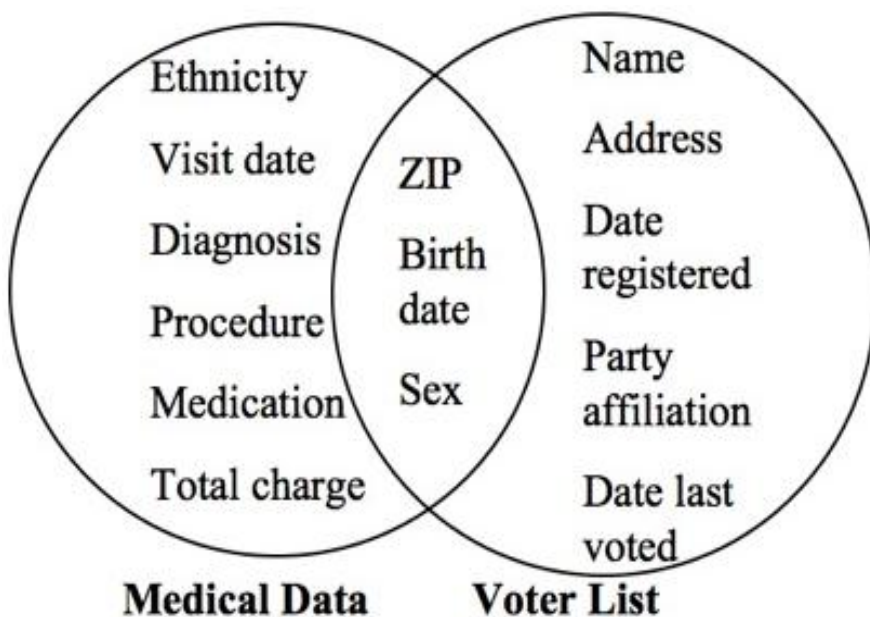 Ethnicity
Visit date
Diagnosis
Procedure
Medication
Total charge
ZIP
Birth
date
Sex
Name
Address
Date
registered
Party
affiliation
Date last
voted
Medical Data
Voter List